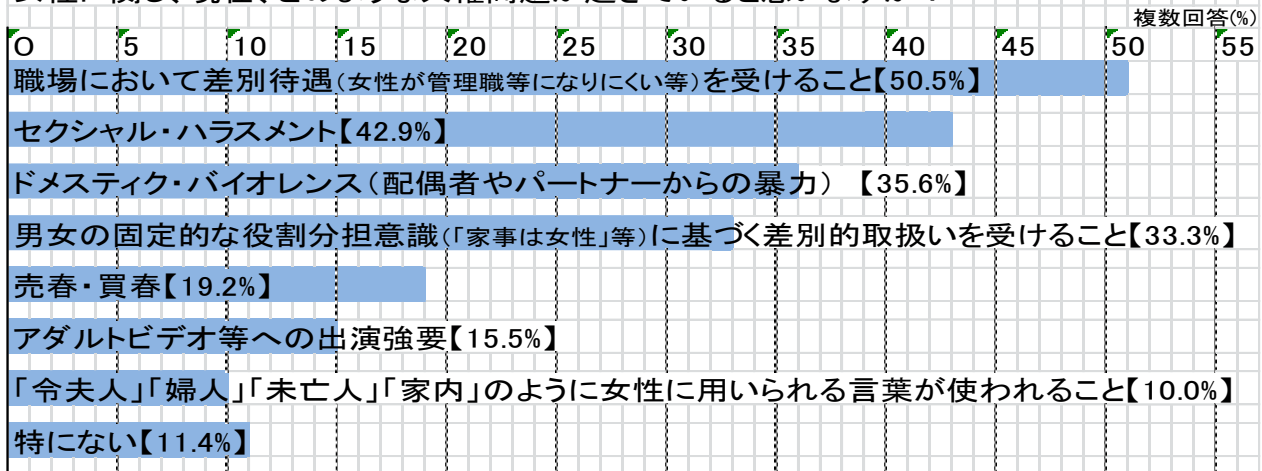 複数回答(%)
0 5 10 15 20 25 30 35 40 45 50 55
職場において差別待遇(女性が管理職等になりにくい等)を受けること【50.5%】
セクシャル・ハラスメント【42.9%】
ドメスティク・バイオレンス(配偶者やパートナーからの暴力) 【35.6%】
男女の固定的な役割分担意識(「家事は女性」等)に基づく差別的取扱いを受けること【33.3%】
売春・買春【19.2%】
アダルトビデオ等への出演強要【15.5%】
「令夫人」「婦人」「未亡人」「家内」のように女性に用いられる言葉が使われること【10.0%】
特にない【11.4%】